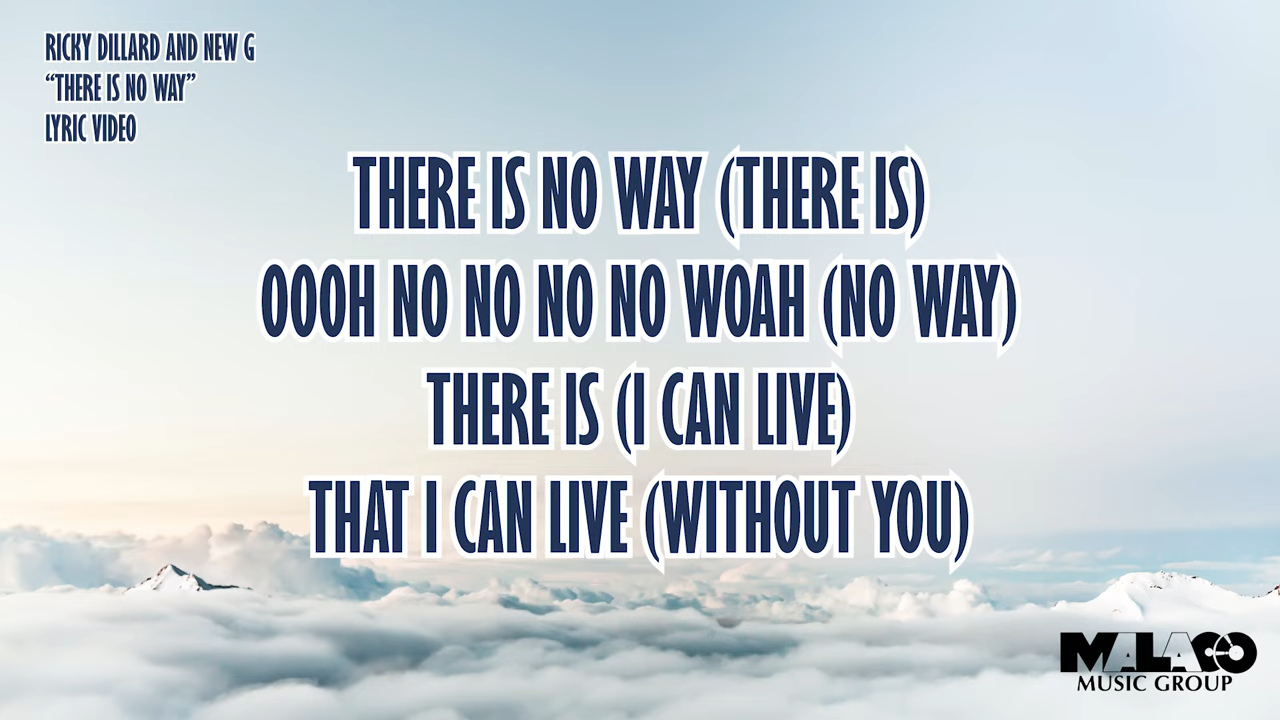 RICKY DILLARD AND NEW G
“THERE IS NO WAY”
LYRIC VIDEO
THERE IS NO WAY (THERE IS)
OOOH NO NO NO NO WOAH (NO WAY)
THERE IS (I CAN LIVE)
THAT I CAN LIVE (WITHOUT YOU)
MALACO
MUSIC GROUP